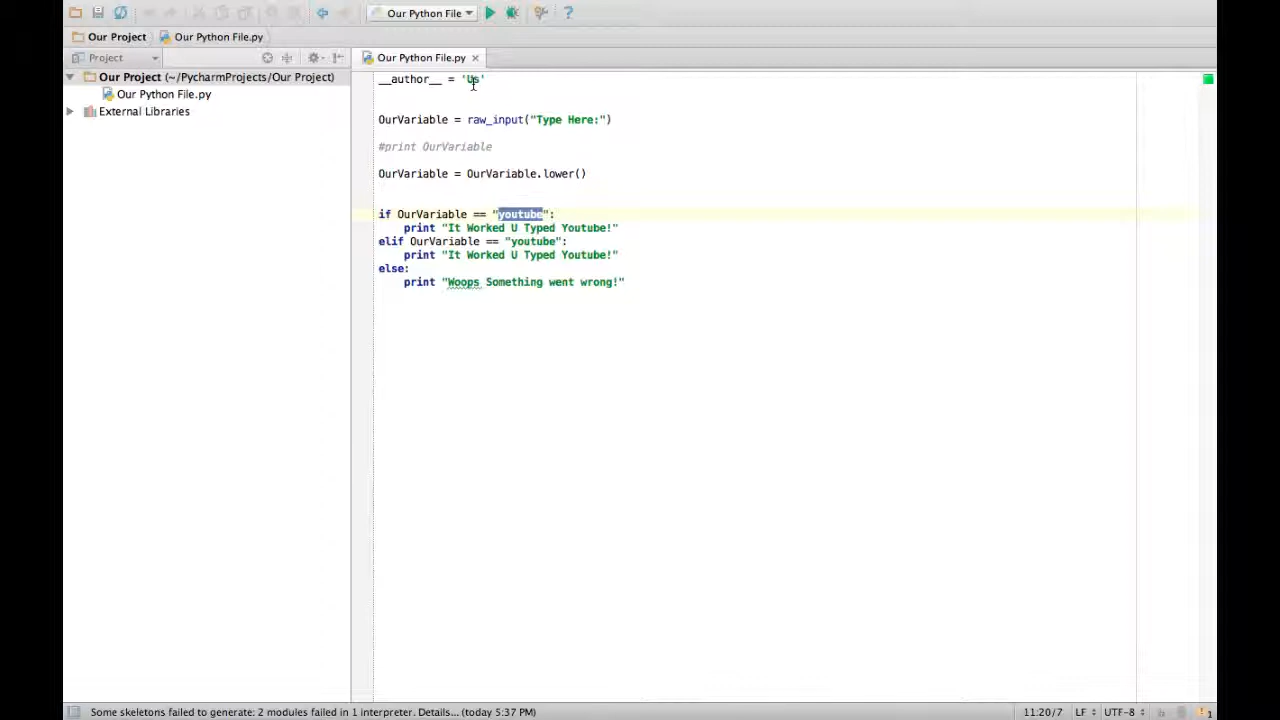 Our Python File
Our Project
Our Python File.py
Project
Our Python File.py
Our Project (~/PycharmProjects/Our Project)
Our Python File.py
External Libraries
__author__ = 'Us'
OurVariable = raw_input("Type Here:")
#print OurVariable
OurVariable = OurVariable.lower()
if OurVariable == "youtube":
print "It Worked U Typed Youtube!"
elif OurVariable == "youtube":
print "It Worked U Typed Youtube!"
else:
print "Woops Something went wrong!"
Some skeletons failed to generate: 2 modules failed in 1 interpreter. Details... (today 5:37 PM)
11:20/7 LF UTF-8 1